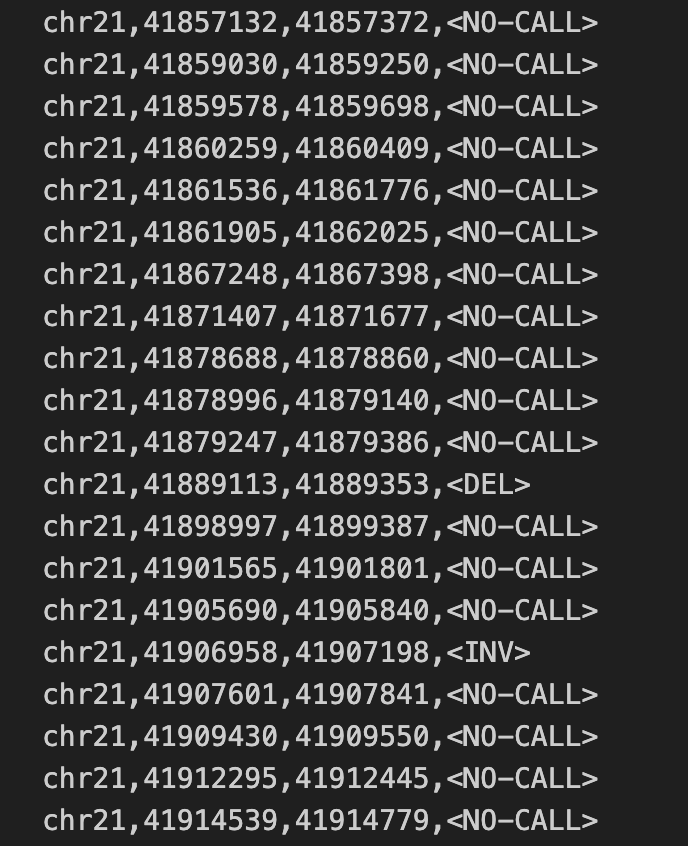 chr21,41857132,41857372,<NO-CALL>
chr21,41859030,41859250,<NO-CALL>
chr21,41859578,41859698,<NO-CALL>
chr21,41860259,41860409,<NO-CALL>
chr21,41861536,41861776,<NO-CALL>
chr21,41861905,41862025,<NO-CALL>
chr21,41867248,41867398,<NO-CALL>
chr21,41871407,41871677,<NO-CALL>
chr21,41878688,41878860,<NO-CALL>
chr21,41878996,41879140,<NO-CALL>
chr21,41879247,41879386,<NO-CALL>
chr21,41889113,41889353,<DEL>
chr21,41898997,41899387,<NO-CALL>
chr21,41901565,41901801,<NO-CALL>
chr21,41905690,41905840,<NO-CALL>
chr21,41906958,41907198,<INV>
chr21,41907601,41907841,<NO-CALL>
chr21,41909430,41909550,<NO-CALL>
chr21,41912295,41912445,<NO-CALL>
chr21,41914539,41914779,<NO-CALL>